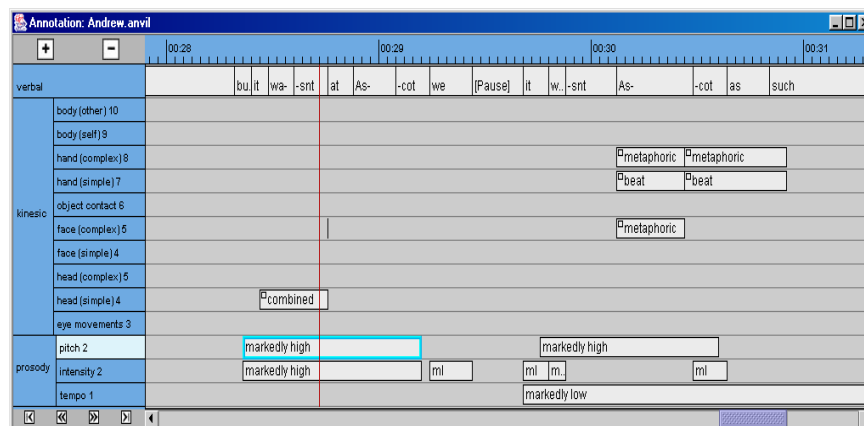 Annotation: Andrew.anvil
+ -
00:28 00:29 00:30 00:31
verbal bu. it wa- -snt at As- -cot we [Pause] it w.. -snt As- -cot as such
body (other) 10
body (self) 9
hand (complex) 8 metaphoric metaphoric
hand (simple) 7 beat beat
kinesic object contact 6
face (complex) 5 metaphoric
face (simple) 4
head (complex) 5
head (simple) 4 combined
eye movements 3
pitch 2 markedly high markedly high
prosody intensity 2 markedly high ml ml m.. ml
tempo 1 markedly low